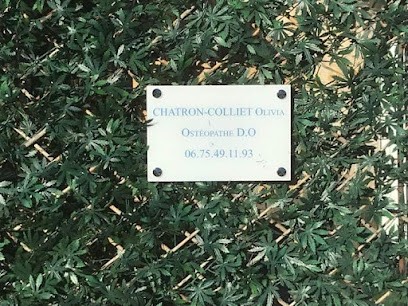 CHATRON-COLLIET OLIVIA
OSTÉOPATHE D.O
06.75.49.11.93